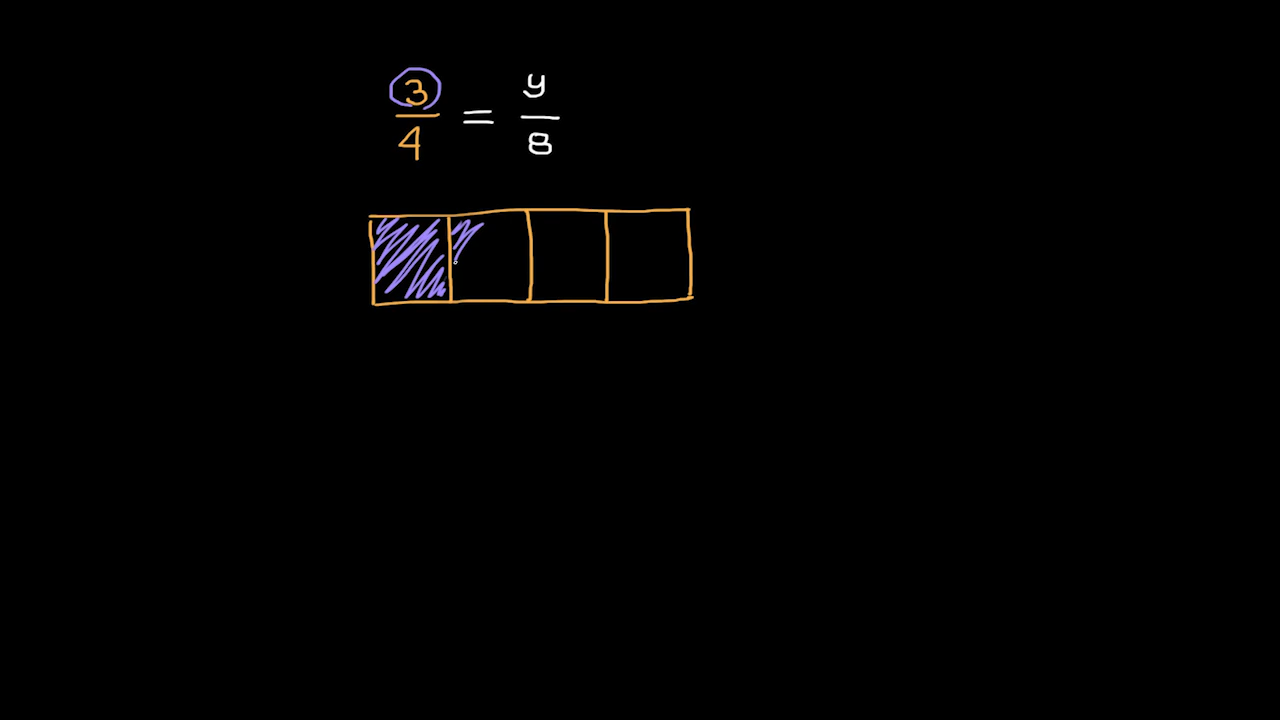 3/4 = y/8